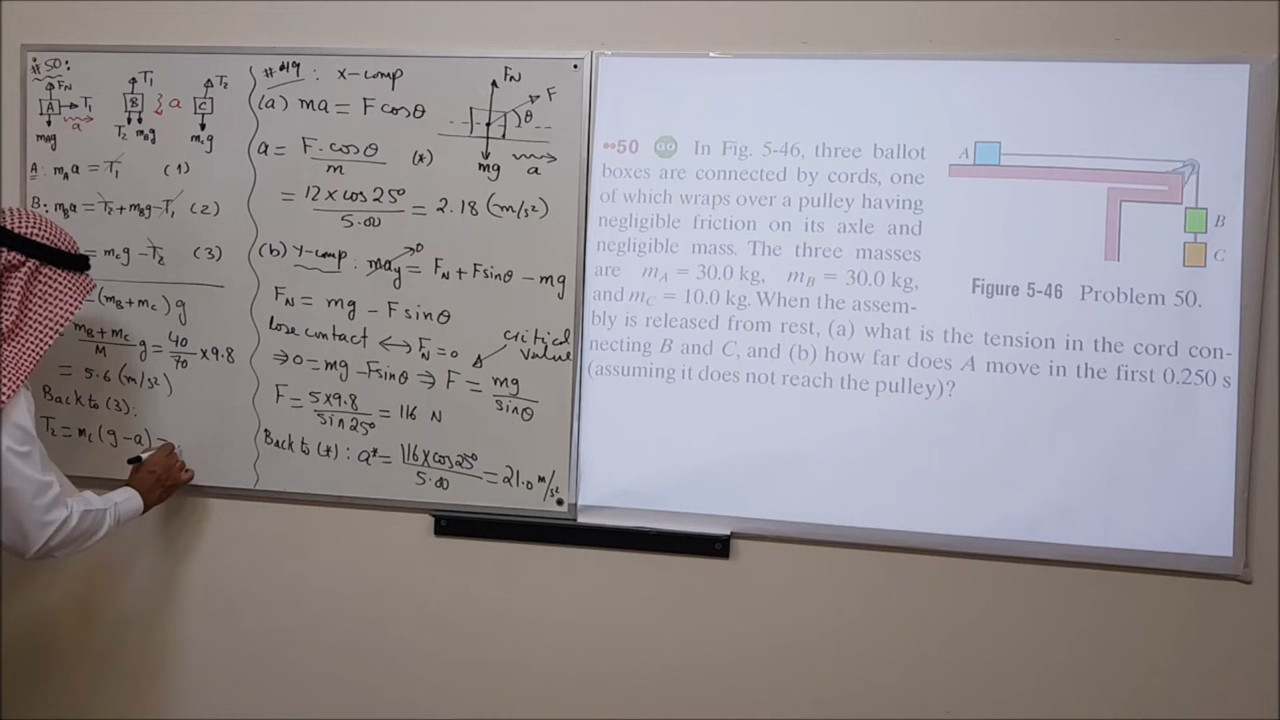 #50:
FN
A
T1
a
mAg
T1
B
a
T2 mBg
T2
C
mcg
A: mAa = T1 (1)
B: mBa = T2 + mBg - T1 (2)
= mcg - T2 (3)
(mB + mc) g
mB + mc / M g = 40 / 70 x 9.8
= 5.6 (m/s²)
Back to (3):
T2 = mc (g - a) =
#49: x-comp
(a) ma = F cosθ
a = F . cosθ / m (*)
= 12 x cos 25° / 5.00 = 2.18 (m/s²)
FN
F
θ
mg
a
(b) Y-comp: may 0 = FN + F sinθ - mg
FN = mg - F sinθ
lose contact ↔ FN = 0
critical value
⇒ 0 = mg - F sinθ ⇒ F = mg / sinθ
F = 5 x 9.8 / sin 25° = 116 N
Back to (*): a* = 116 x cos 25° / 5.00 = 21.0 m/s²
••50 GO In Fig. 5-46, three ballot
boxes are connected by cords, one
of which wraps over a pulley having
negligible friction on its axle and
negligible mass. The three masses
are mA = 30.0 kg, mB = 30.0 kg,
and mC = 10.0 kg. When the assem-
bly is released from rest, (a) what is the tension in the cord con-
necting B and C, and (b) how far does A move in the first 0.250 s
(assuming it does not reach the pulley)?
A
B
C
Figure 5-46 Problem 50.